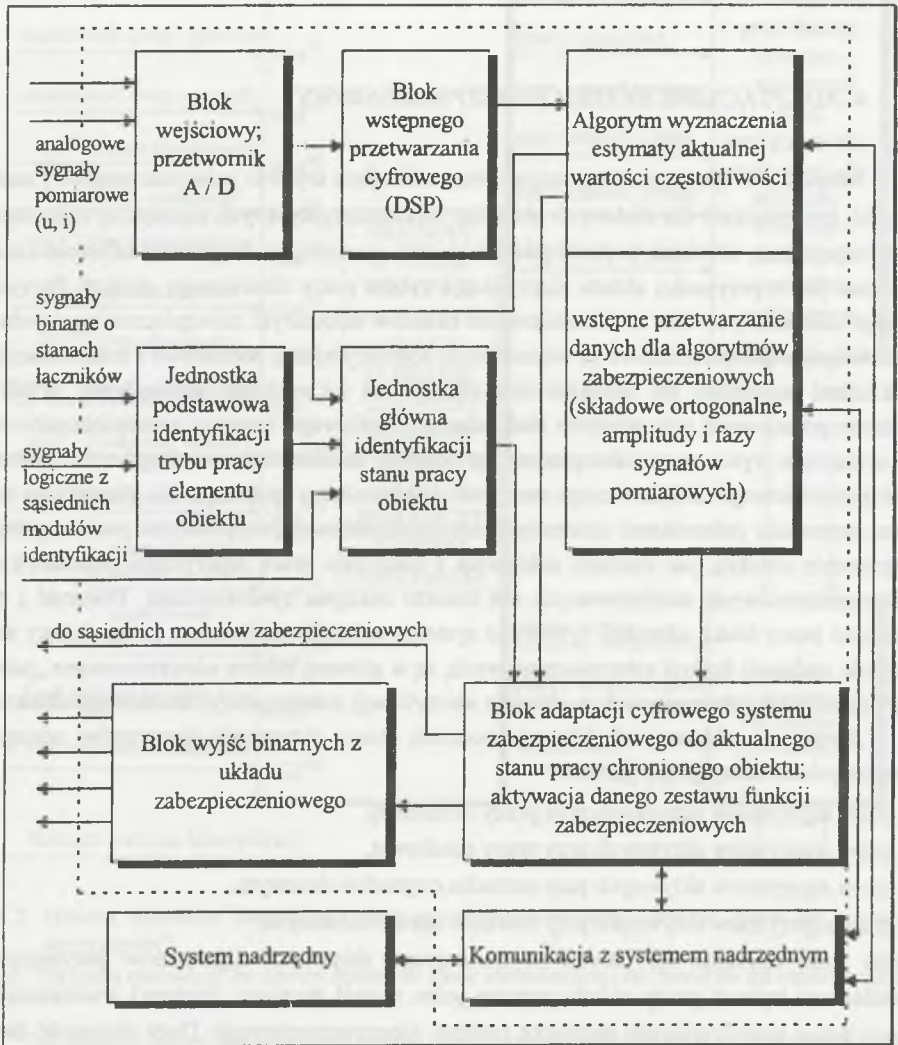 Blok
wejściowy;
przetwornik
A / D
Blok
wstępnego
przetwarzania
cyfrowego
(DSP)
Algorytm wyznaczenia
estymaty aktualnej
wartości częstotliwości i
wstępne przetwarzanie
danych dla algorytmów
zabezpieczeniowych
(składowe ortogonalne,
amplitudy i fazy
sygnałów
pomiarowych)
analogowe
sygnały
pomiarowe
(u, i)
sygnały
binarne o
stanach
łączników
sygnały
logiczne z
sąsiednich
modułów
identyfikacji
Jednostka
podstawowa
identyfikacji
trybu pracy
elementu
obiektu
Jednostka
główna
identyfikacji
stanu pracy
obiektu
do sąsiednich modułów zabezpieczeniowych
Blok wyjść binarnych z
układu
zabezpieczeniowego
Blok adaptacji cyfrowego systemu
zabezpieczeniowego do aktualnego
stanu pracy chronionego obiektu;
aktywacja danego zestawu funkcji
zabezpieczeniowych
System nadrzędny
Komunikacja z systemem nadrzędnym